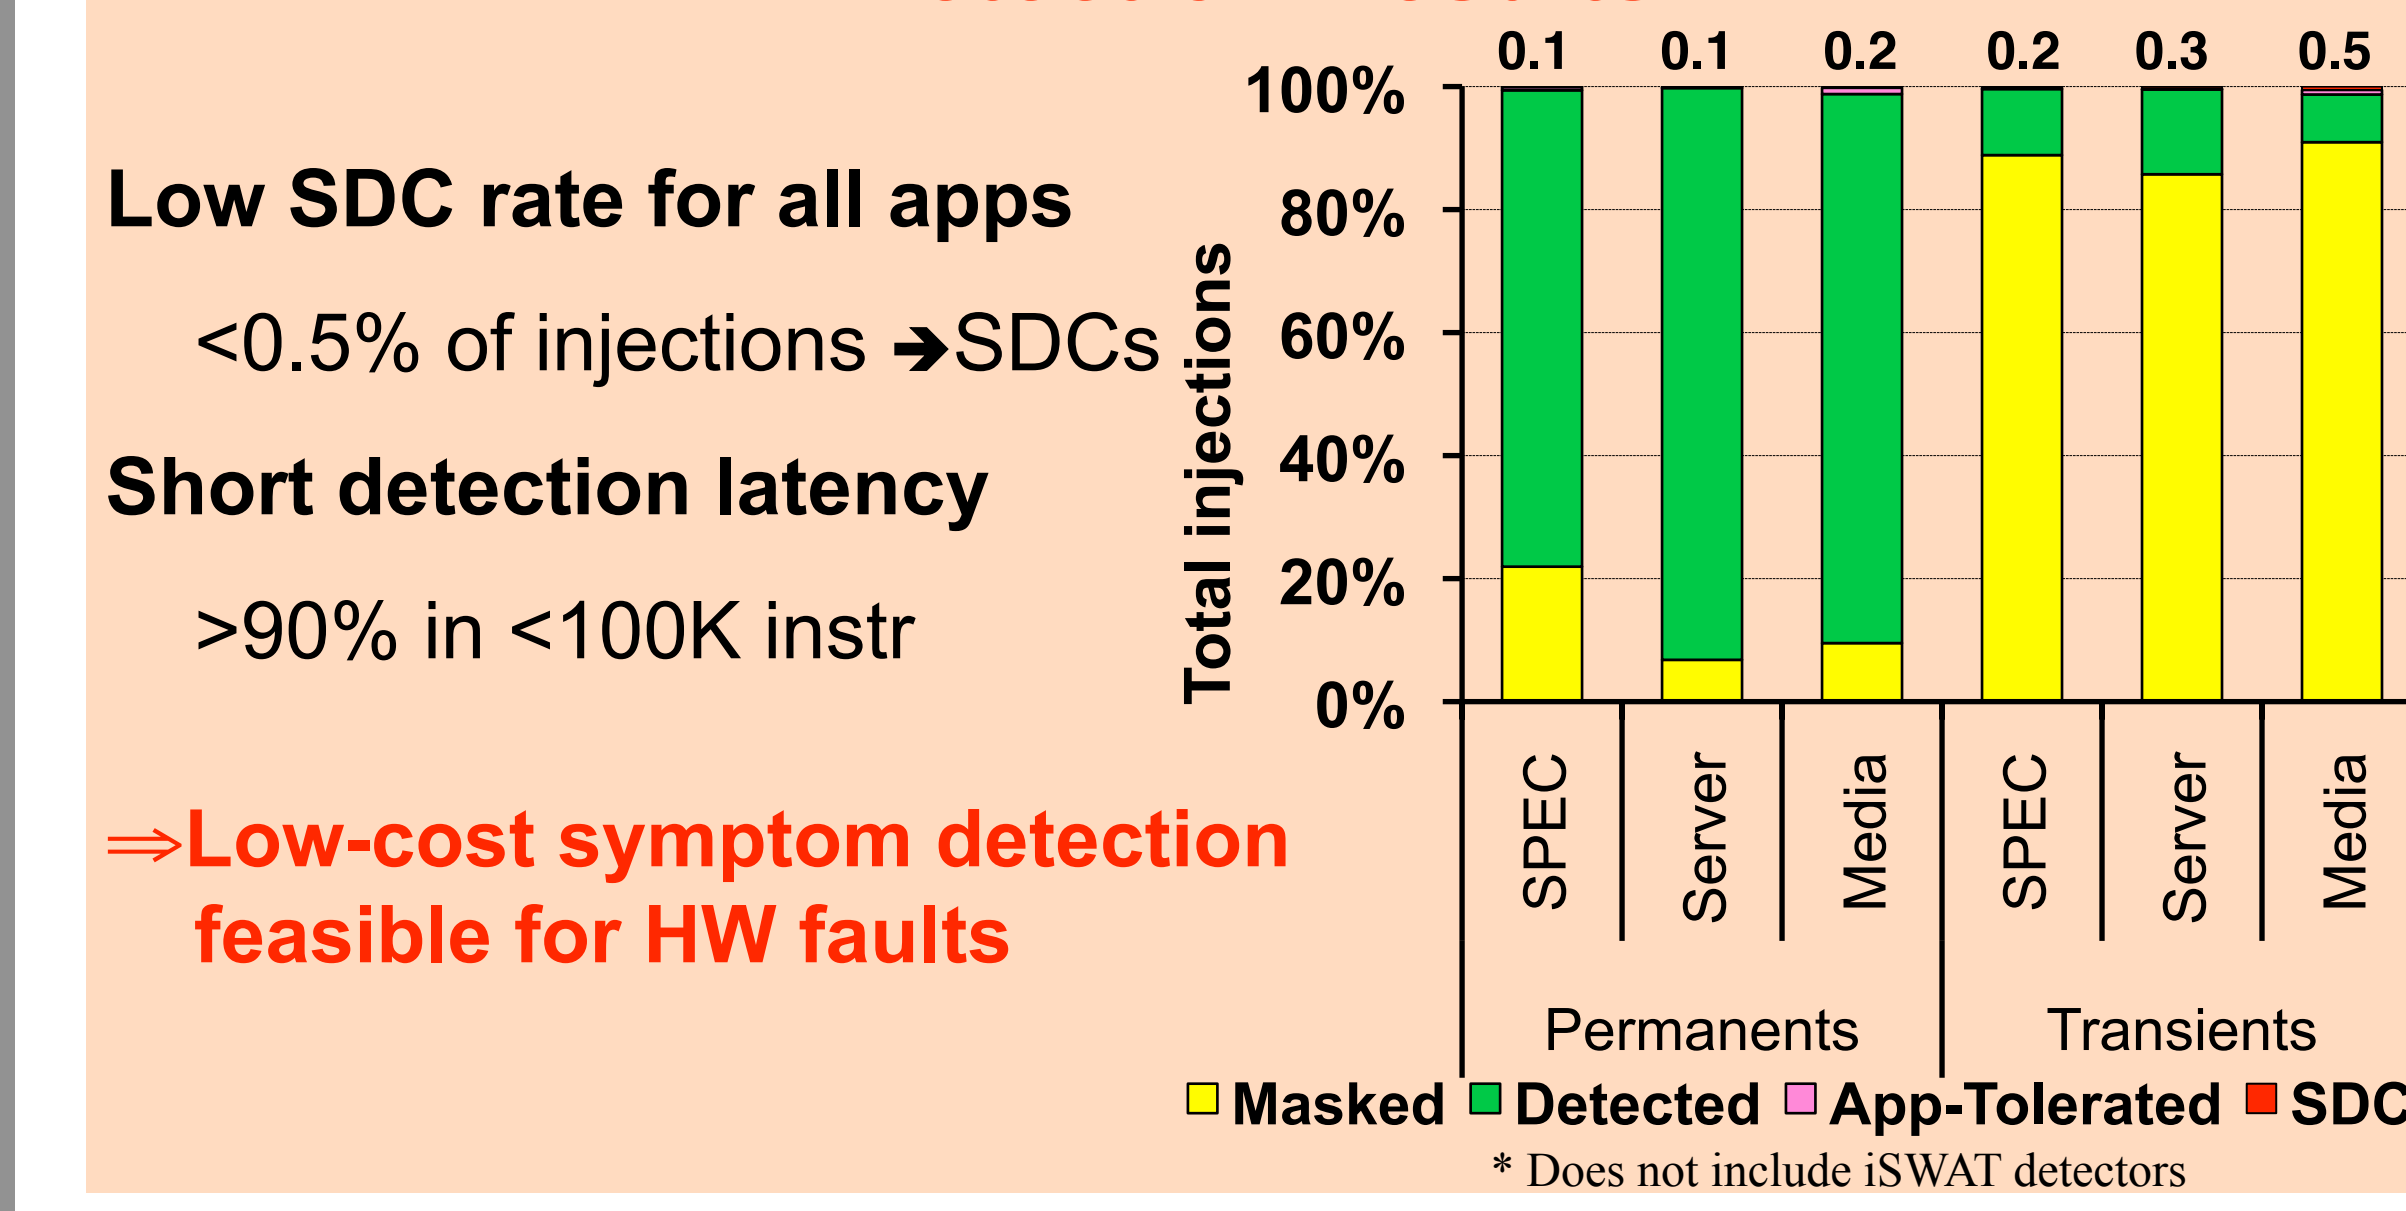 Low SDC rate for all apps
<0.5% of injections ➔SDCs
Short detection latency
>90% in <100K instr
⇒Low-cost symptom detection
feasible for HW faults
0.1 0.1 0.2 0.2 0.3 0.5
Total injections
100%
80%
60%
40%
20%
0%
SPEC Server Media SPEC Server Media
Permanents Transients
Masked Detected App-Tolerated SDC
* Does not include iSWAT detectors